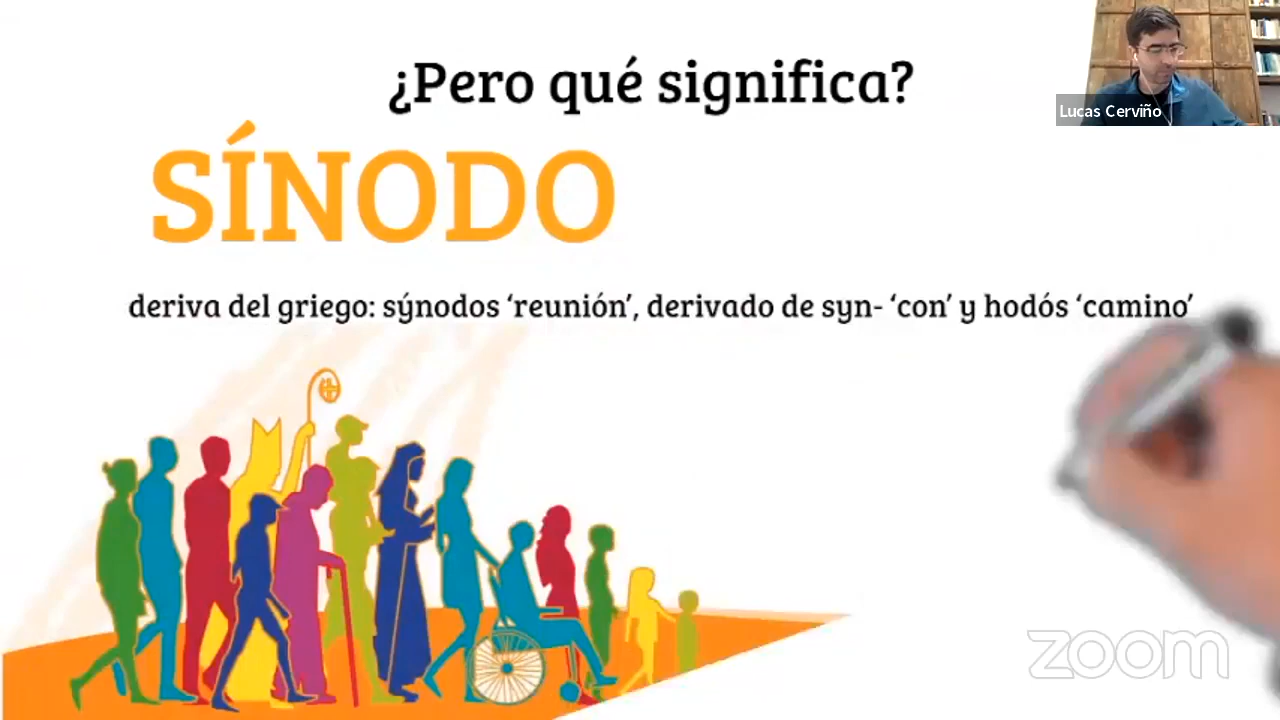 ¿Pero qué significa?
Lucas Cerviño
SÍNODO
deriva del griego: sýnodos ‘reunión’, derivado de syn- ‘con’ y hodós ‘camino’
zoom